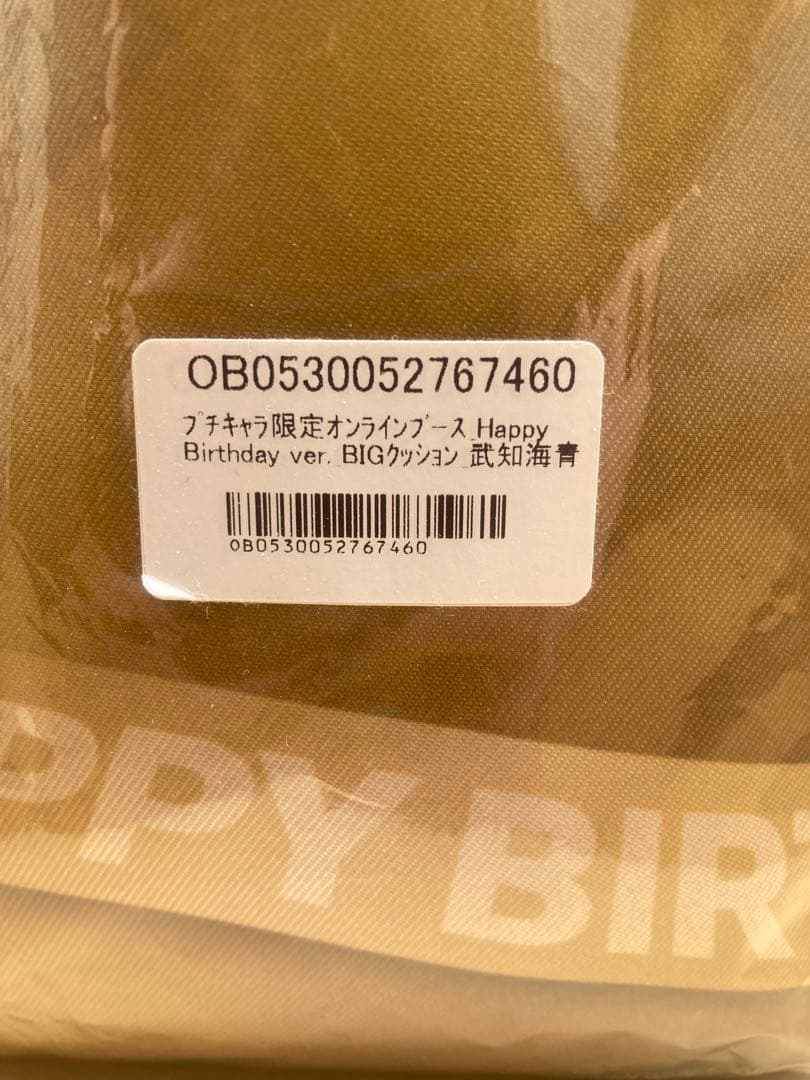 OB0530052767460
プチキャラ限定オンラインブース_Happy
Birthday ver._BIGクッション_武知海青
OB0530052767460
PPY BIRT